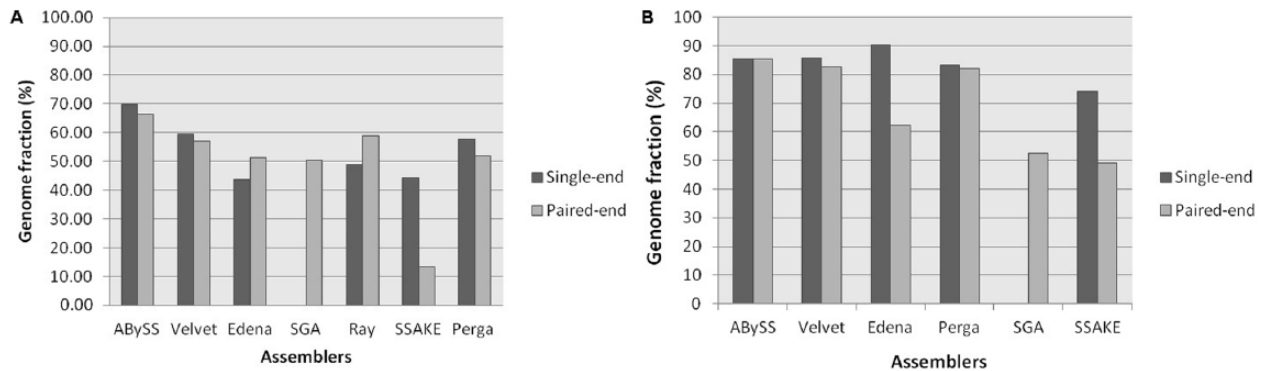 A
100.00
90.00
80.00
70.00
60.00
50.00
40.00
30.00
20.00
10.00
0.00
Genome fraction (%)
ABySS Velvet Edena SGA Ray SSAKE Perga
Assemblers
Single-end
Paired-end
B
100
90
80
70
60
50
40
30
20
10
0
Genome fraction (%)
ABySS Velvet Edena Perga SGA SSAKE
Assemblers
Single-end
Paired-end